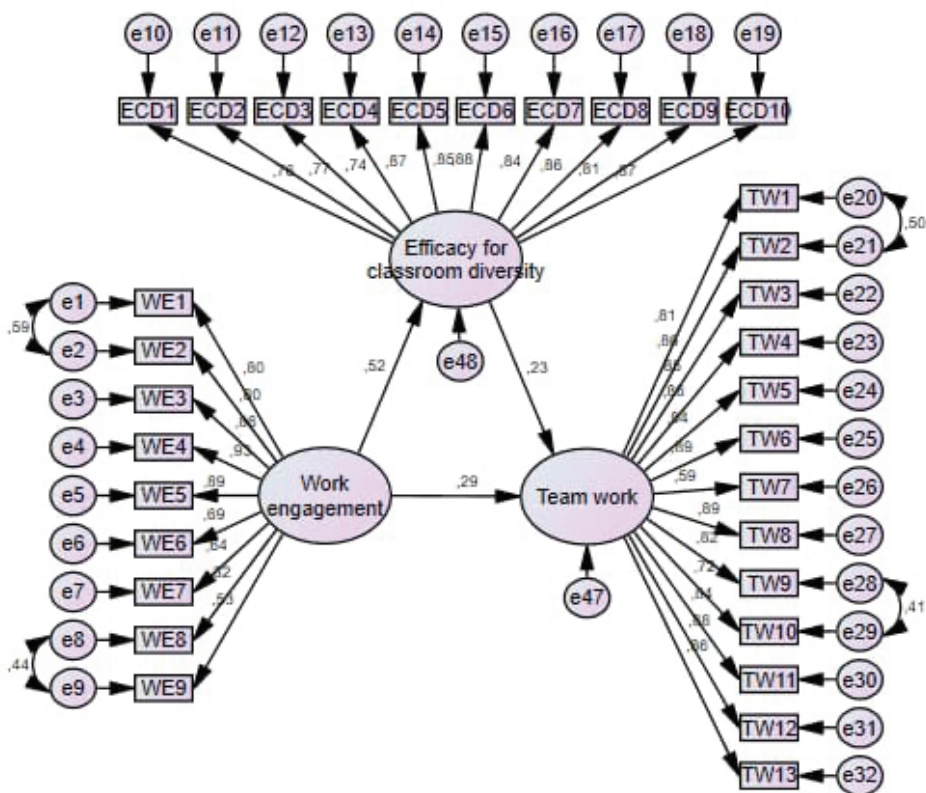 e10 e11 e12 e13 e14 e15 e16 e17 e18 e19
ECD1 ECD2 ECD3 ECD4 ECD5 ECD6 ECD7 ECD8 ECD9 ECD10
,77 ,74 ,87 ,85 ,88 ,84 ,86 ,81 ,87
Efficacy for
classroom diversity
e48
,52
,23
e1 WE1
,59
e2 WE2
e3 WE3
e4 WE4
e5 WE5
e6 WE6
e7 WE7
e8 WE8
,44
e9 WE9
,80
,93
,89
,69
,64
,53
Work
engagement
,29
Team work
e47
TW1 e20
,50
TW2 e21
TW3 e22
TW4 e23
TW5 e24
TW6 e25
TW7 e26
TW8 e27
TW9 e28
,41
TW10 e29
TW11 e30
TW12 e31
TW13 e32
,81
,59
,89
,82
,72